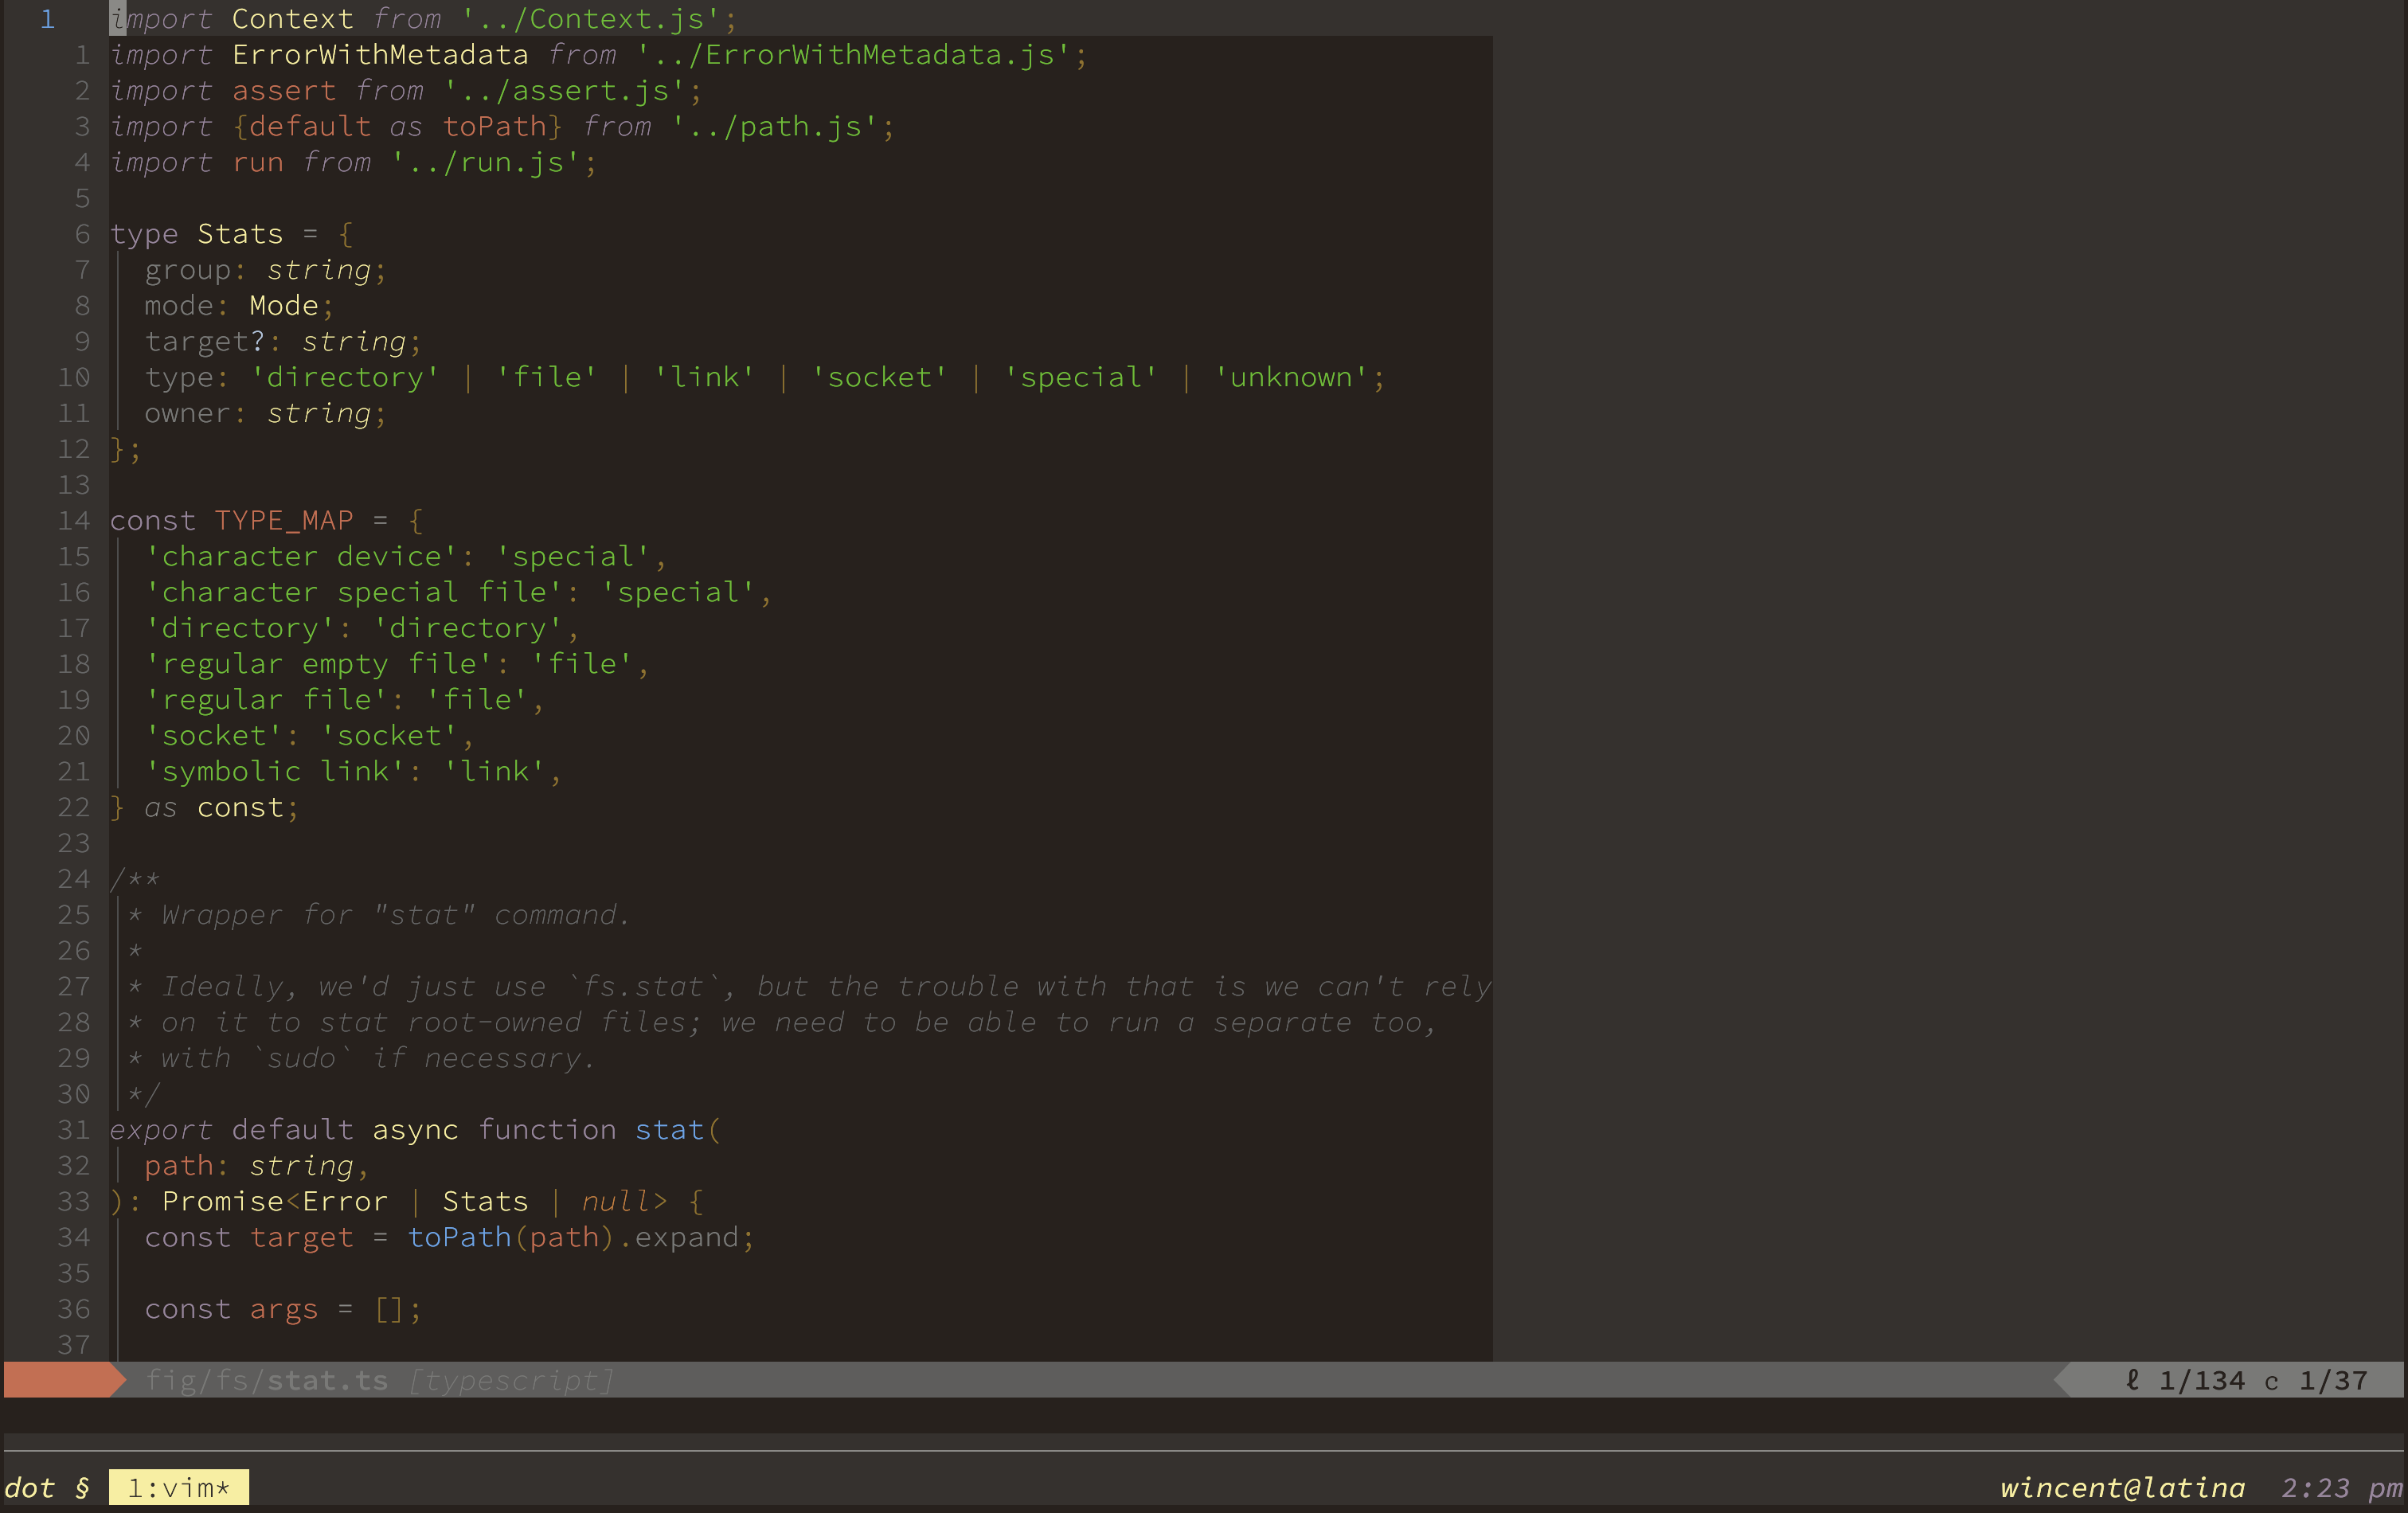 1 import Context from '../Context.js';
1 import ErrorWithMetadata from '../ErrorWithMetadata.js';
2 import assert from '../assert.js';
3 import {default as toPath} from '../path.js';
4 import run from '../run.js';
5
6 type Stats = {
7   group: string;
8   mode: Mode;
9   target?: string;
10   type: 'directory' | 'file' | 'link' | 'socket' | 'special' | 'unknown';
11   owner: string;
12 };
13
14 const TYPE_MAP = {
15   'character device': 'special',
16   'character special file': 'special',
17   'directory': 'directory',
18   'regular empty file': 'file',
19   'regular file': 'file',
20   'socket': 'socket',
21   'symbolic link': 'link',
22 } as const;
23
24 /**
25  * Wrapper for "stat" command.
26  *
27  * Ideally, we'd just use `fs.stat`, but the trouble with that is we can't rely
28  * on it to stat root-owned files; we need to be able to run a separate too,
29  * with `sudo` if necessary.
30  */
31 export default async function stat(
32   path: string,
33 ): Promise<Error | Stats | null> {
34   const target = toPath(path).expand;
35
36   const args = [];
37
fig/fs/stat.ts [typescript] ℓ 1/134 c 1/37
dot § 1:vim* wincent@latina 2:23 pm